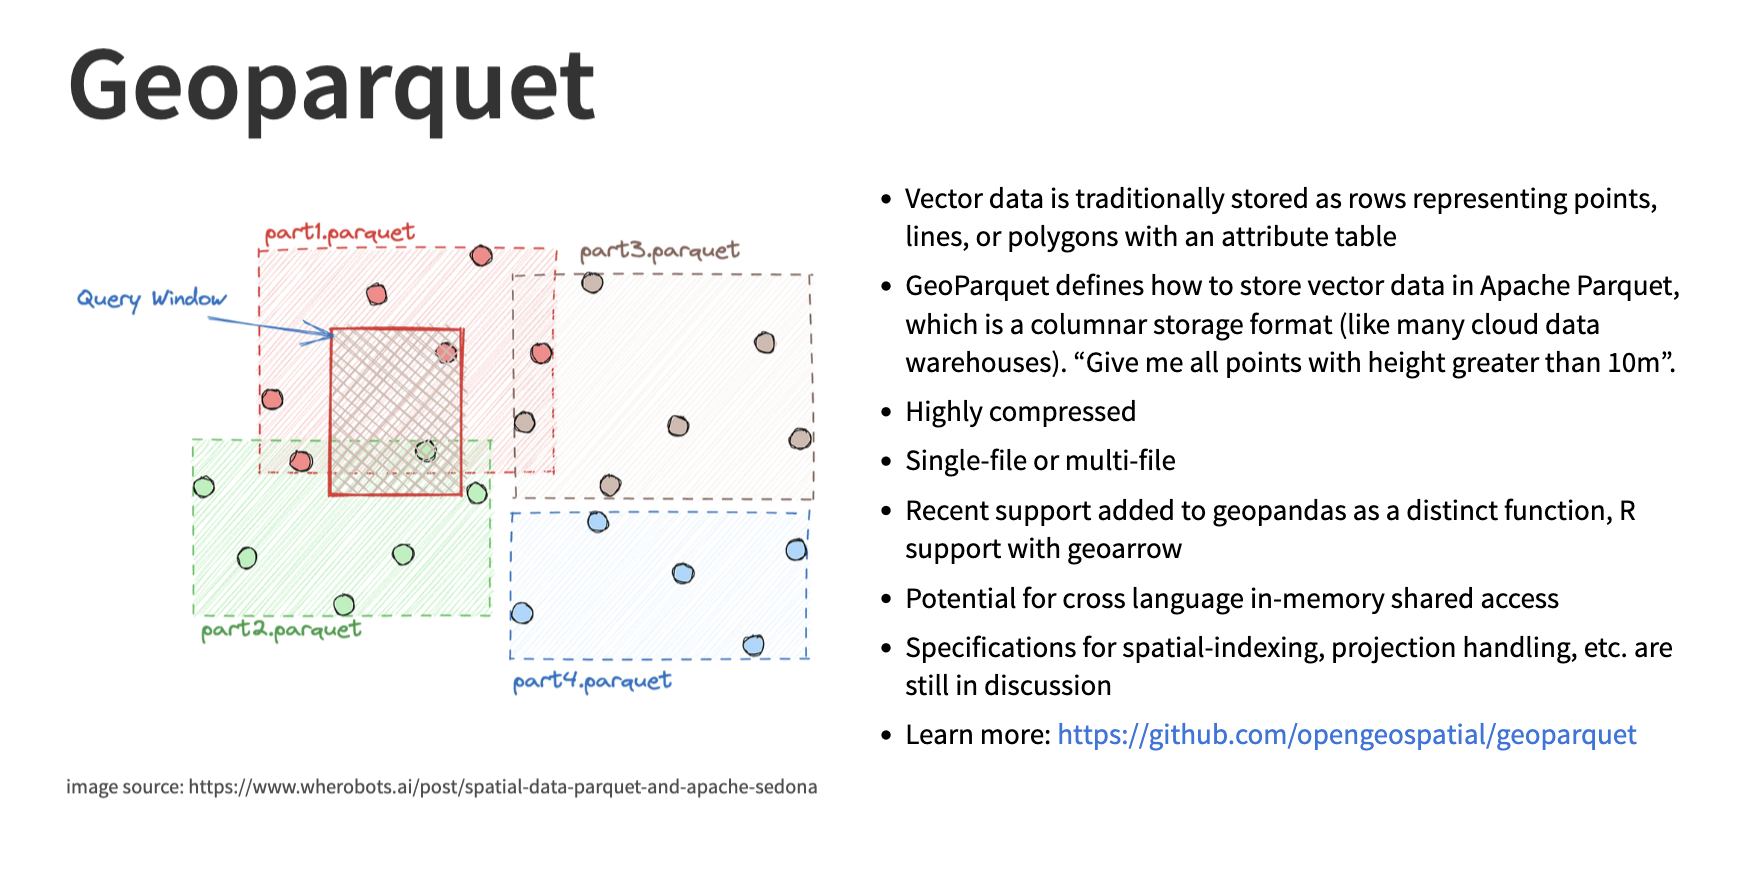 Geoparquet
part1.parquet
part3.parquet
Query Window
part2.parquet
part4.parquet
image source: https://www.wherobots.ai/post/spatial-data-parquet-and-apache-sedona
• Vector data is traditionally stored as rows representing points,
lines, or polygons with an attribute table
• GeoParquet defines how to store vector data in Apache Parquet,
which is a columnar storage format (like many cloud data
warehouses). “Give me all points with height greater than 10m”.
• Highly compressed
• Single-file or multi-file
• Recent support added to geopandas as a distinct function, R
support with geoarrow
• Potential for cross language in-memory shared access
• Specifications for spatial-indexing, projection handling, etc. are
still in discussion
• Learn more: https://github.com/opengeospatial/geoparquet